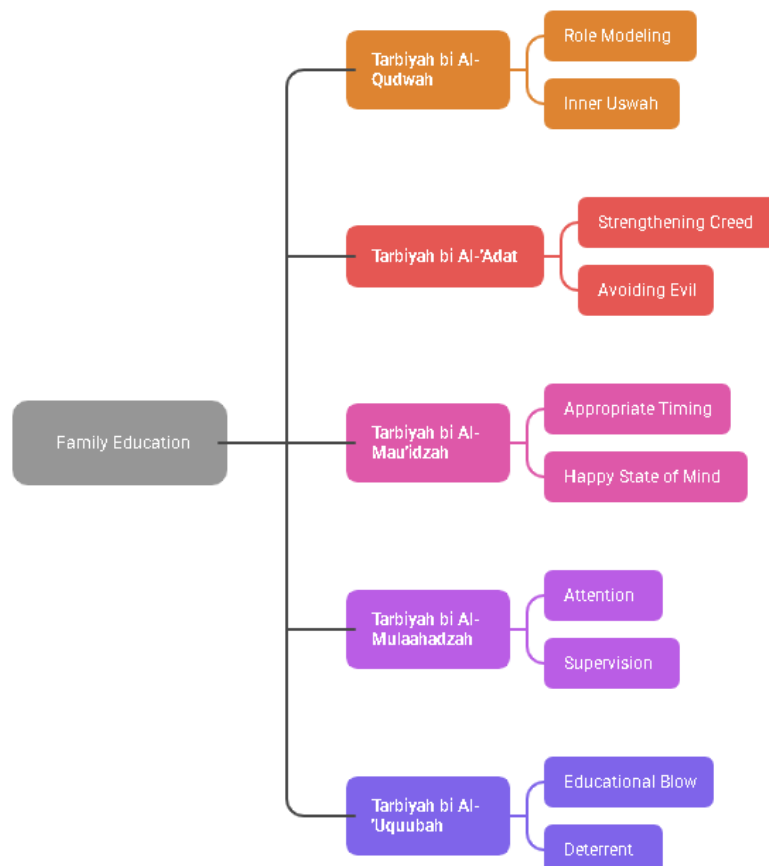 Family Education
Tarbiyah bi Al-
Qudwah
Role Modeling
Inner Uswah
Tarbiyah bi Al-'Adat
Strengthening Creed
Avoiding Evil
Tarbiyah bi Al-
Mau'idzah
Appropriate Timing
Happy State of Mind
Tarbiyah bi Al-
Mulaahadzah
Attention
Supervision
Tarbiyah bi Al-
'Uquubah
Educational Blow
Deterrent